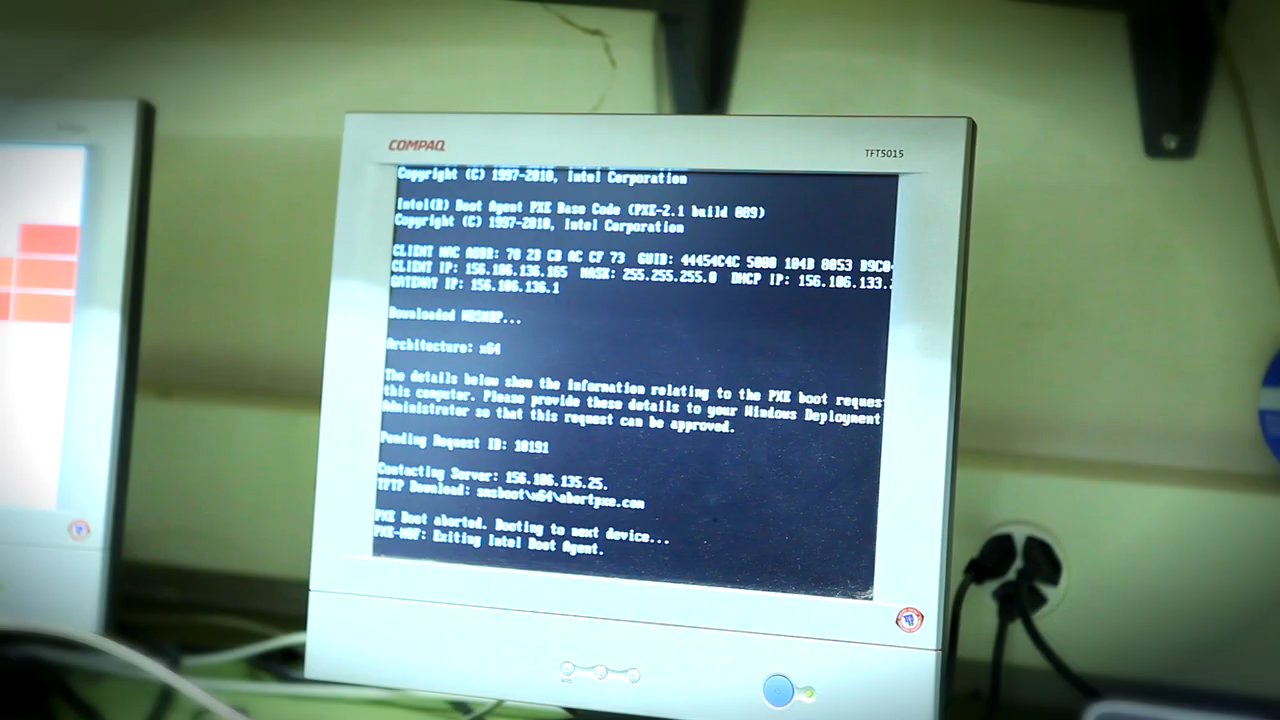 COMPAQ
TFT5015
Copyright (C) 1997-2010, Intel Corporation
Intel(R) Boot Agent PXE Base Code (PXE-2.1 build 089)
Copyright (C) 1997-2010, Intel Corporation
CLIENT MAC ADDR: 78 2B CB AC CF 73 GUID: 44454C4C 5000 104B 8053 B9C04
CLIENT IP: 156.106.136.165 MASK: 255.255.255.0 DHCP IP: 156.106.133.
GATEWAY IP: 156.106.136.1
Downloaded WDSNBP...
Architecture: x64
The details below show the information relating to the PXE boot request
this computer. Please provide these details to your Windows Deployment
Administrator so that this request can be approved.
Pending Request ID: 10191
Contacting Server: 156.106.135.25.
TFTP Download: smsboot\x64\abortpxe.com
PXE Boot aborted. Booting to next device...
PXE-M0F: Exiting Intel Boot Agent.